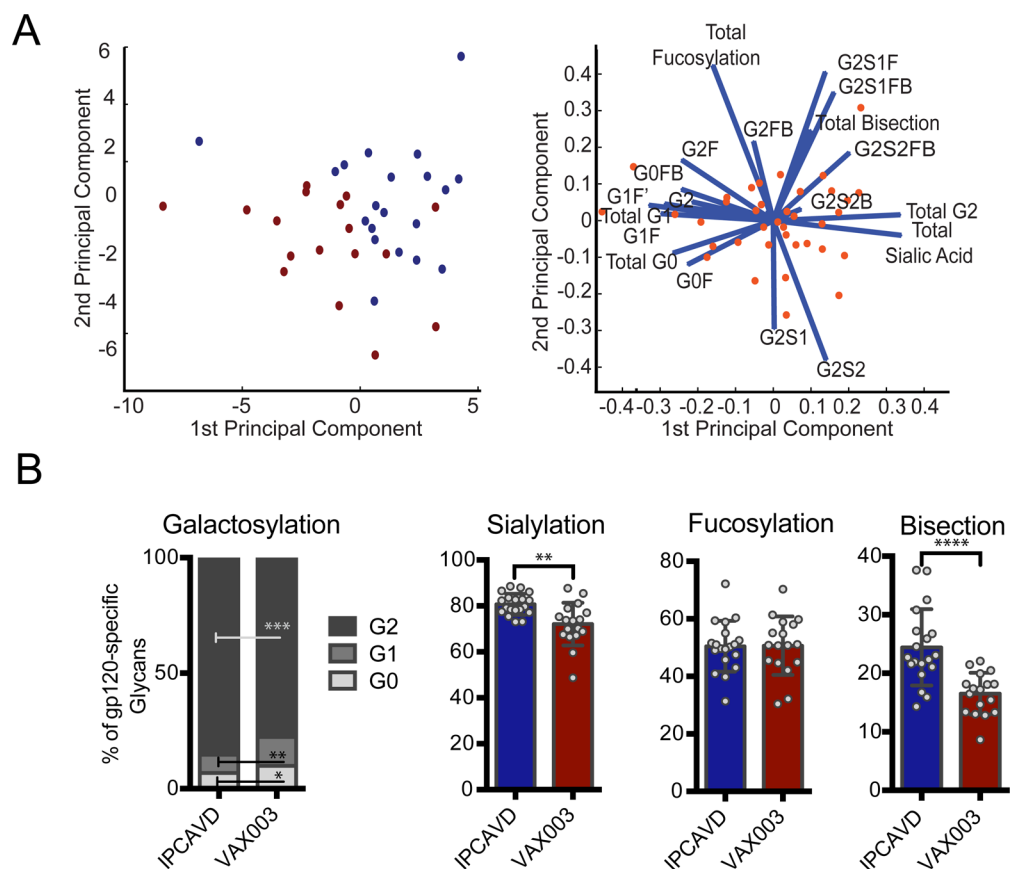 A
6
4
2
0
-2
-4
-6
2nd Principal Component
-10
-5
0
5
1st Principal Component
0.4
0.3
0.2
0.1
0
-0.1
-0.2
-0.3
-0.4
2nd Principal Component
-0.4
-0.3
-0.2
-0.1
0
0.1
0.2
0.3
0.4
1st Principal Component
Total
Fucosylation
G2S1F
G2S1FB
Total Bisection
G2FB
G2S2FB
G2F
G0FB
G1F'
G2
G2S2B
Total G1
Total G2
G1F
Total
Sialic Acid
Total G0
G0F
G2S1
G2S2
B
Galactosylation
100
50
0
% of gp120-specific
Glycans
***
**
*
G2
G1
G0
IPCAVD
VAX003
Sialylation
100
80
60
40
20
0
**
IPCAVD
VAX003
Fucosylation
80
60
40
20
0
IPCAVD
VAX003
Bisection
40
30
20
10
0
****
IPCAVD
VAX003